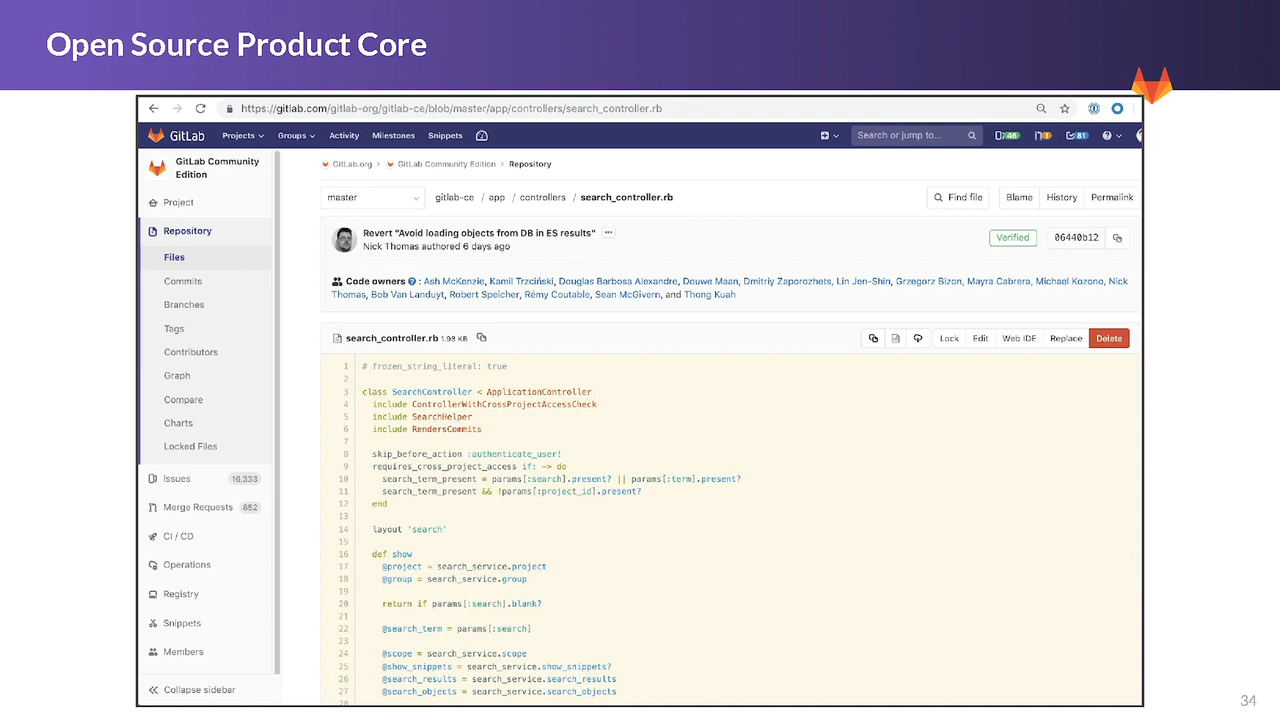 Open Source Product Core
https://gitlab.com/gitlab-org/gitlab-ce/blob/master/app/controllers/search_controller.rb
GitLab Projects Groups Activity Milestones Snippets Search or jump to... 46 1 81
GitLab Community Edition
Project
Repository
Files
Commits
Branches
Tags
Contributors
Graph
Compare
Charts
Locked Files
Issues 16,333
Merge Requests 852
CI / CD
Operations
Registry
Snippets
Members
Collapse sidebar
GitLab.org > GitLab Community Edition > Repository
master gitlab-ce / app / controllers / search_controller.rb Find file Blame History Permalink
Revert "Avoid loading objects from DB in ES results" ...
Nick Thomas authored 6 days ago
Verified 06440b12
Code owners : Ash McKenzie, Kamil Trzciński, Douglas Barbosa Alexandre, Douwe Maan, Dmitriy Zaporozhets, Lin Jen-Shin, Grzegorz Bizon, Mayra Cabrera, Michael Kozono, Nick
Thomas, Bob Van Landuyt, Robert Speicher, Rémy Coutable, Sean McGivern, and Thong Kuah
search_controller.rb 1.98 KB Lock Edit Web IDE Replace Delete
1 # frozen_string_literal: true
2
3 class SearchController < ApplicationController
4 include ControllerWithCrossProjectAccessCheck
5 include SearchHelper
6 include RendersCommits
7
8 skip_before_action :authenticate_user!
9 requires_cross_project_access if: -> do
10 search_term_present = params[:search].present? || params[:term].present?
11 search_term_present && !params[:project_id].present?
12 end
13
14 layout 'search'
15
16 def show
17 @project = search_service.project
18 @group = search_service.group
19
20 return if params[:search].blank?
21
22 @search_term = params[:search]
23
24 @scope = search_service.scope
25 @show_snippets = search_service.show_snippets?
26 @search_results = search_service.search_results
27 @search_objects = search_service.search_objects
28
34